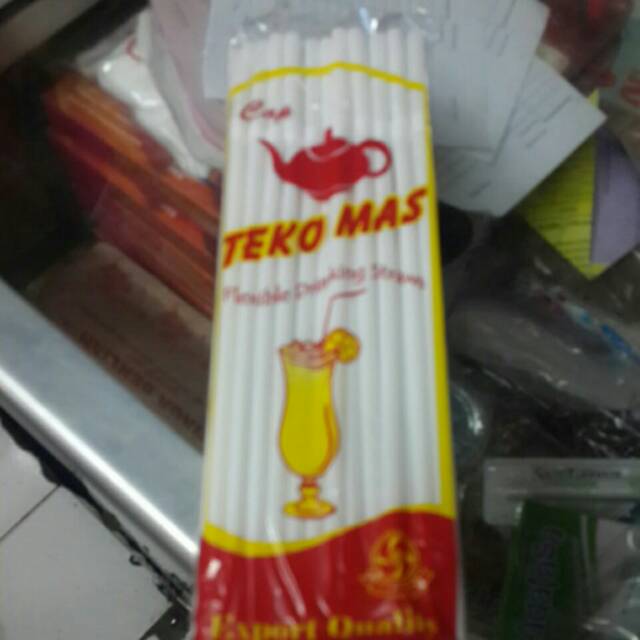 Cap
TEKO MAS
Flexible Drinking Straws
Export Quality